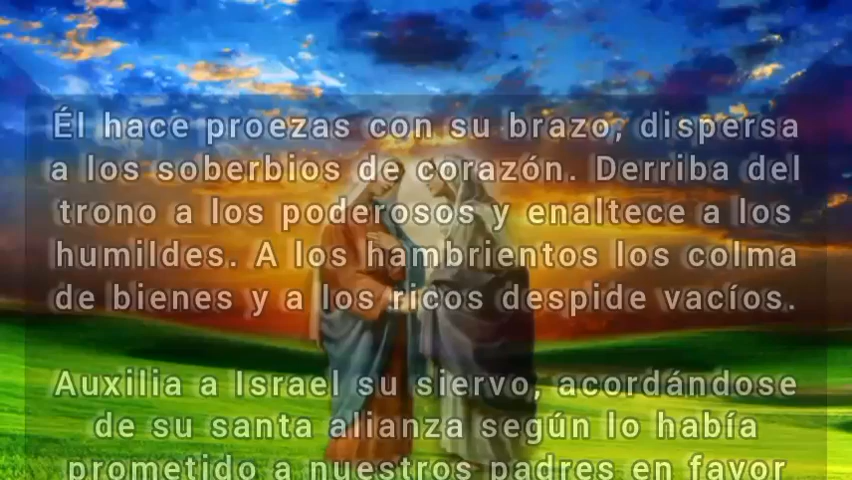 Él hace proezas con su brazo, dispersa
a los soberbios de corazón. Derriba del
trono a los poderosos y enaltece a los
humildes. A los hambrientos los colma
de bienes y a los ricos despide vacíos.
Auxilia a Israel su siervo, acordándose
de su santa alianza según lo había
prometido a nuestros padres en favor